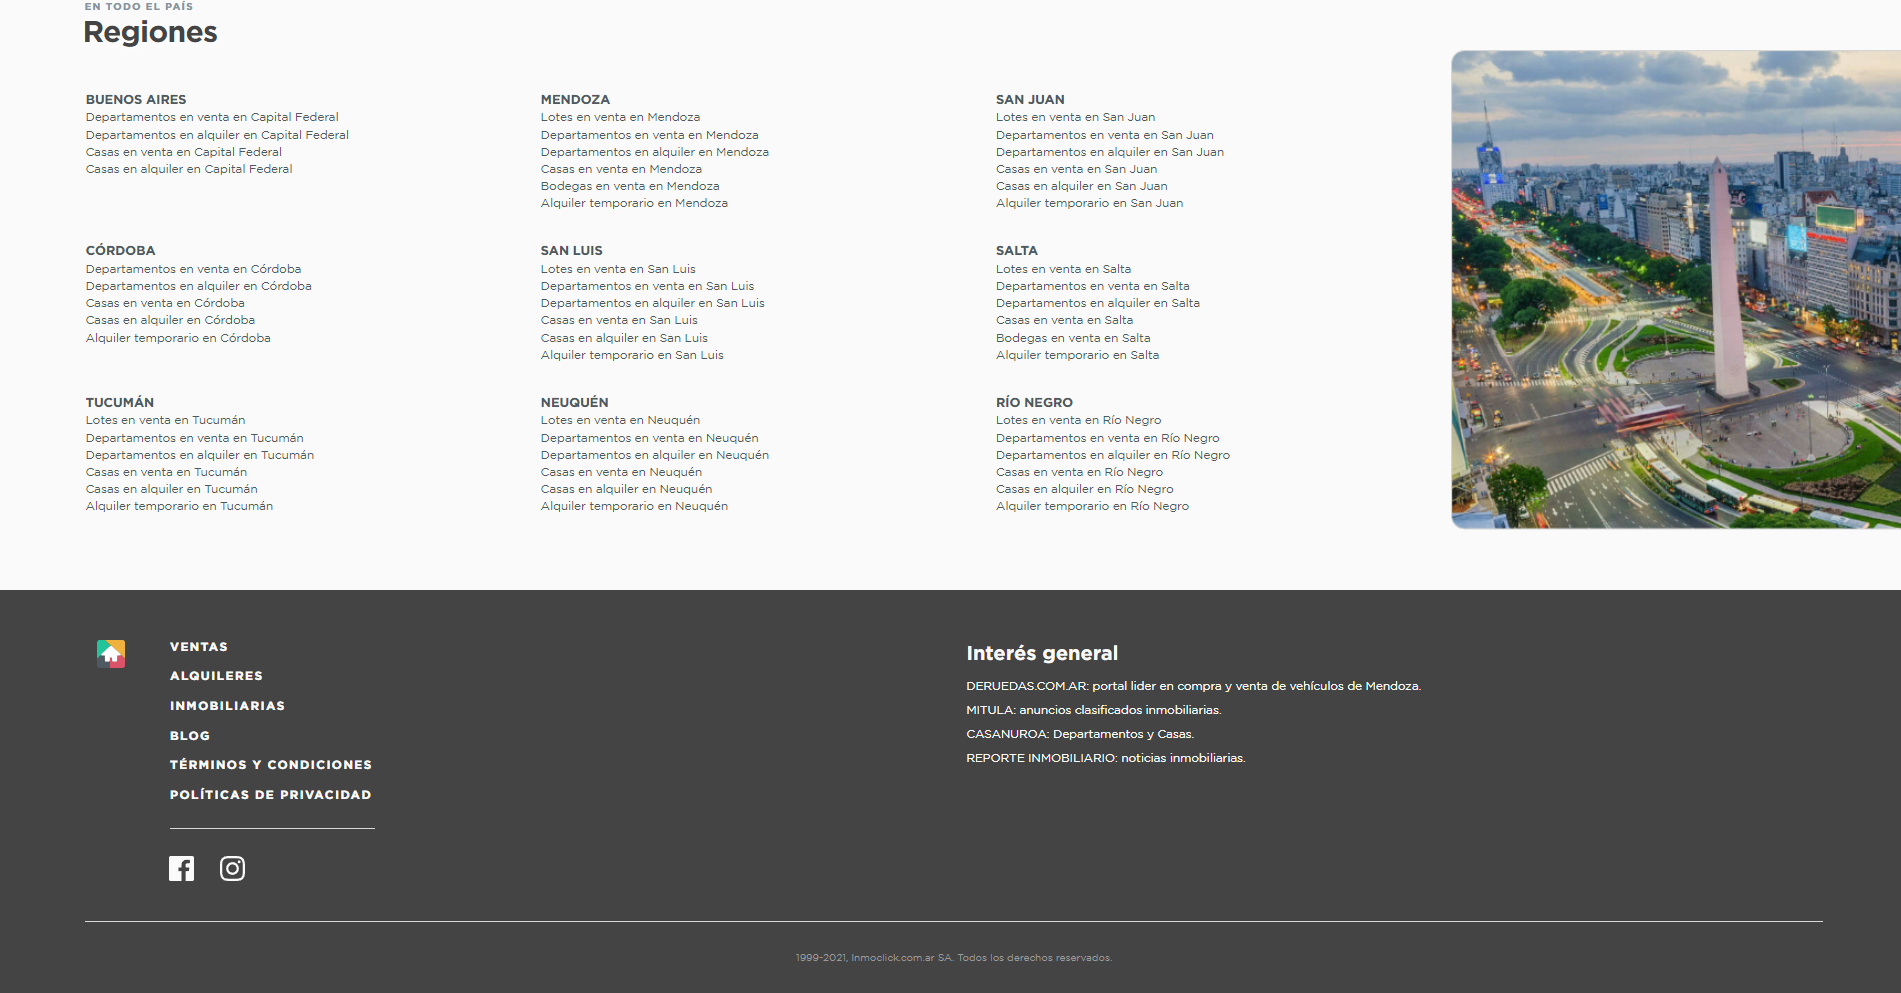 EN TODO EL PAÍS
Regiones
BUENOS AIRES
Departamentos en venta en Capital Federal
Departamentos en alquiler en Capital Federal
Casas en venta en Capital Federal
Casas en alquiler en Capital Federal
MENDOZA
Lotes en venta en Mendoza
Departamentos en venta en Mendoza
Departamentos en alquiler en Mendoza
Casas en venta en Mendoza
Bodegas en venta en Mendoza
Alquiler temporario en Mendoza
SAN JUAN
Lotes en venta en San Juan
Departamentos en venta en San Juan
Departamentos en alquiler en San Juan
Casas en venta en San Juan
Casas en alquiler en San Juan
Alquiler temporario en San Juan
CÓRDOBA
Departamentos en venta en Córdoba
Departamentos en alquiler en Córdoba
Casas en venta en Córdoba
Casas en alquiler en Córdoba
Alquiler temporario en Córdoba
SAN LUIS
Lotes en venta en San Luis
Departamentos en venta en San Luis
Departamentos en alquiler en San Luis
Casas en venta en San Luis
Casas en alquiler en San Luis
Alquiler temporario en San Luis
SALTA
Lotes en venta en Salta
Departamentos en venta en Salta
Departamentos en alquiler en Salta
Casas en venta en Salta
Bodegas en venta en Salta
Alquiler temporario en Salta
TUCUMÁN
Lotes en venta en Tucumán
Departamentos en venta en Tucumán
Departamentos en alquiler en Tucumán
Casas en venta en Tucumán
Casas en alquiler en Tucumán
Alquiler temporario en Tucumán
NEUQUÉN
Lotes en venta en Neuquén
Departamentos en venta en Neuquén
Departamentos en alquiler en Neuquén
Casas en venta en Neuquén
Casas en alquiler en Neuquén
Alquiler temporario en Neuquén
RÍO NEGRO
Lotes en venta en Río Negro
Departamentos en venta en Río Negro
Departamentos en alquiler en Río Negro
Casas en venta en Río Negro
Casas en alquiler en Río Negro
Alquiler temporario en Río Negro
VENTAS
ALQUILERES
INMOBILIARIAS
BLOG
TÉRMINOS Y CONDICIONES
POLÍTICAS DE PRIVACIDAD
Interés general
DERUEDAS.COM.AR: portal lider en compra y venta de vehículos de Mendoza.
MITULA: anuncios clasificados inmobiliarias.
CASANUROA: Departamentos y Casas.
REPORTE INMOBILIARIO: noticias inmobiliarias.
1999-2021, Inmoclick.com.ar SA. Todos los derechos reservados.